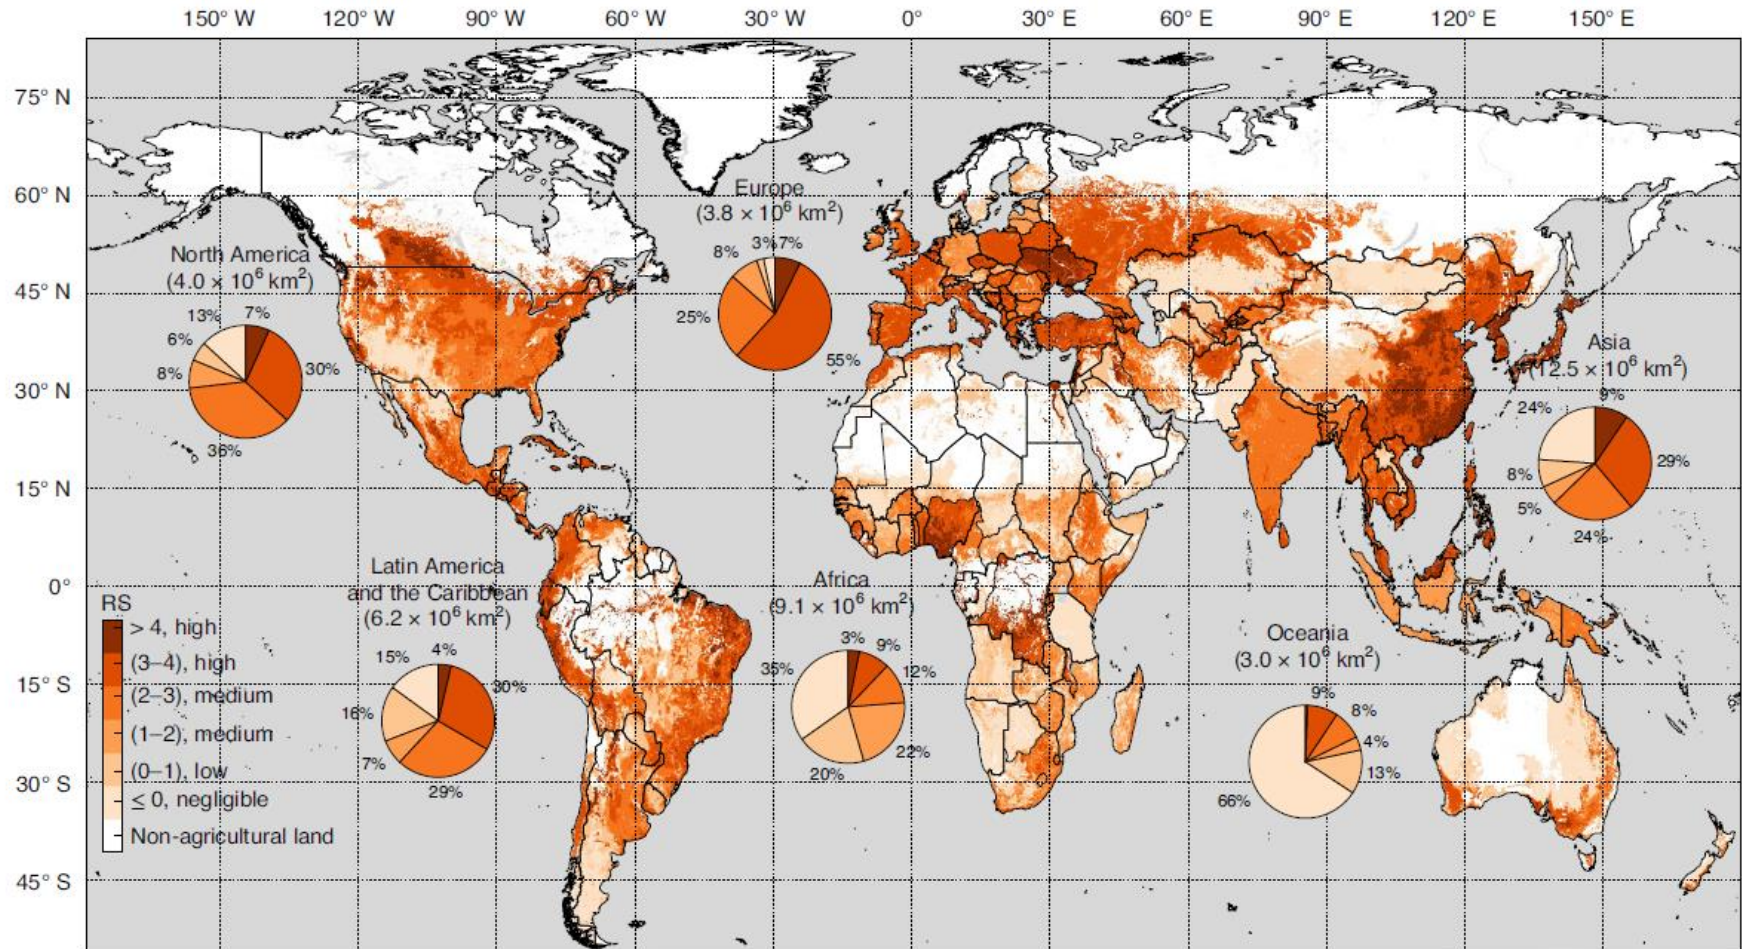 150° W 120° W 90° W 60° W 30° W 0° 30° E 60° E 90° E 120° E 150° E
75° N
60° N
45° N
30° N
15° N
0°
15° S
30° S
45° S
North America
(4.0 × 10⁶ km²)
13% 7%
6%
30%
8%
36%
Europe
(3.8 × 10⁶ km²)
8% 3% 7%
25%
55%
Asia
(12.5 × 10⁶ km²)
9%
24%
29%
8%
5%
24%
Latin America
and the Caribbean
(6.2 × 10⁶ km²)
15% 4%
30%
16%
7%
29%
Africa
(9.1 × 10⁶ km²)
3% 9%
35% 12%
22%
20%
Oceania
(3.0 × 10⁶ km²)
9%
8%
4%
13%
66%
RS
> 4, high
(3–4), high
(2–3), medium
(1–2), medium
(0–1), low
≤ 0, negligible
Non-agricultural land